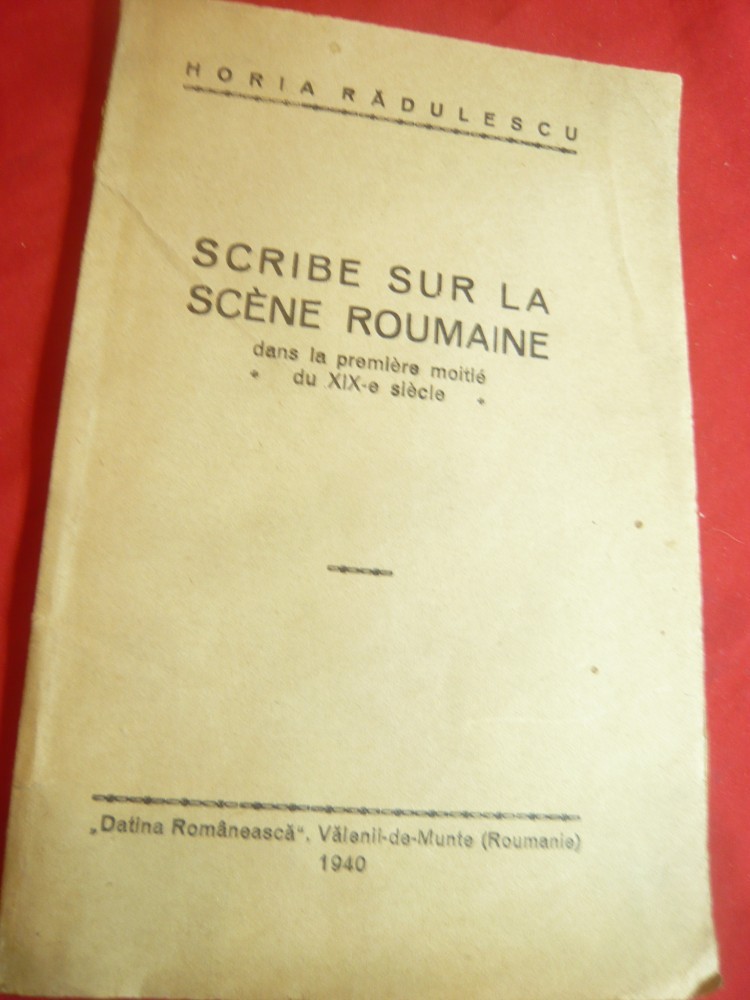 HORIA RĂDULESCU
SCRIBE SUR LA
SCÈNE ROUMAINE
dans la première moitié
du XIX-e siècle
„Datina Românească“, Vălenii-de-Munte (Roumanie)
1940